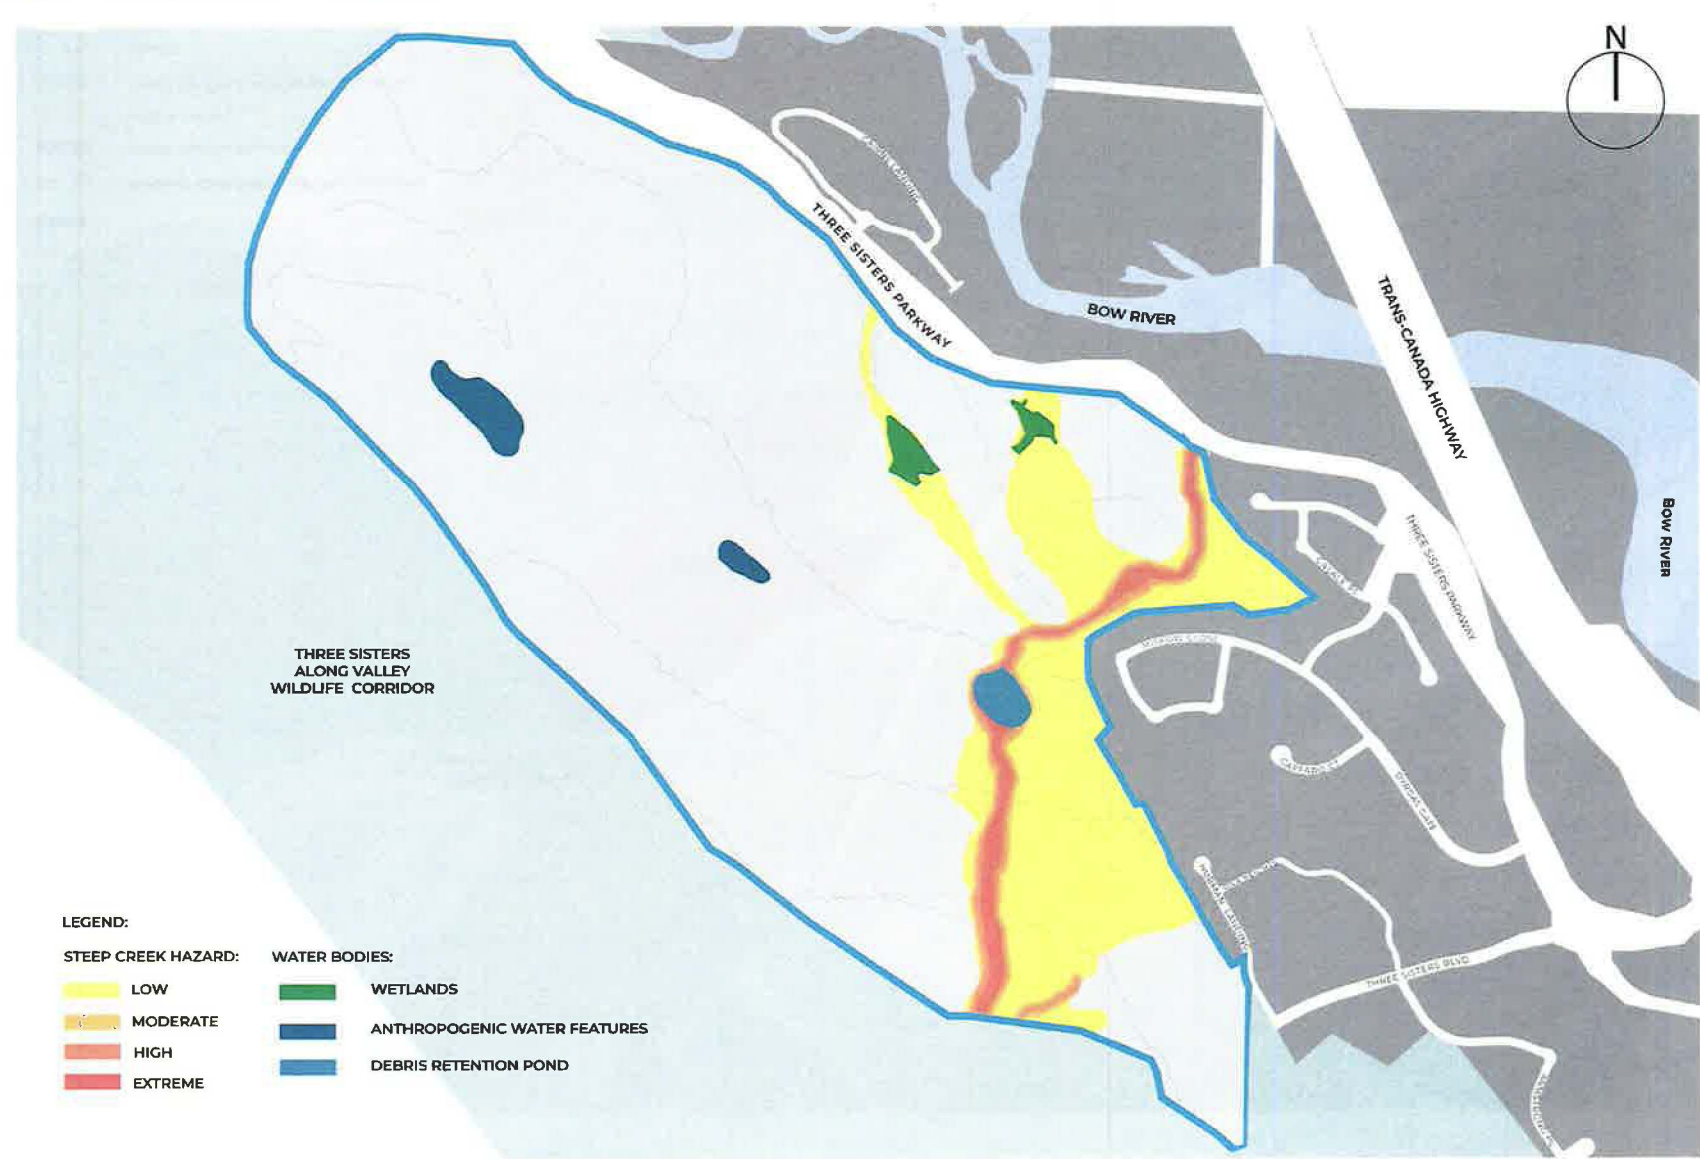 N
THREE SISTERS PARKWAY
BOW RIVER
TRANS-CANADA HIGHWAY
BOW RIVER
THREE SISTERS PARKWAY
THREE SISTERS
ALONG VALLEY
WILDLIFE CORRIDOR
THREE SISTERS BLVD
LEGEND:
STEEP CREEK HAZARD:
LOW
MODERATE
HIGH
EXTREME
WATER BODIES:
WETLANDS
ANTHROPOGENIC WATER FEATURES
DEBRIS RETENTION POND